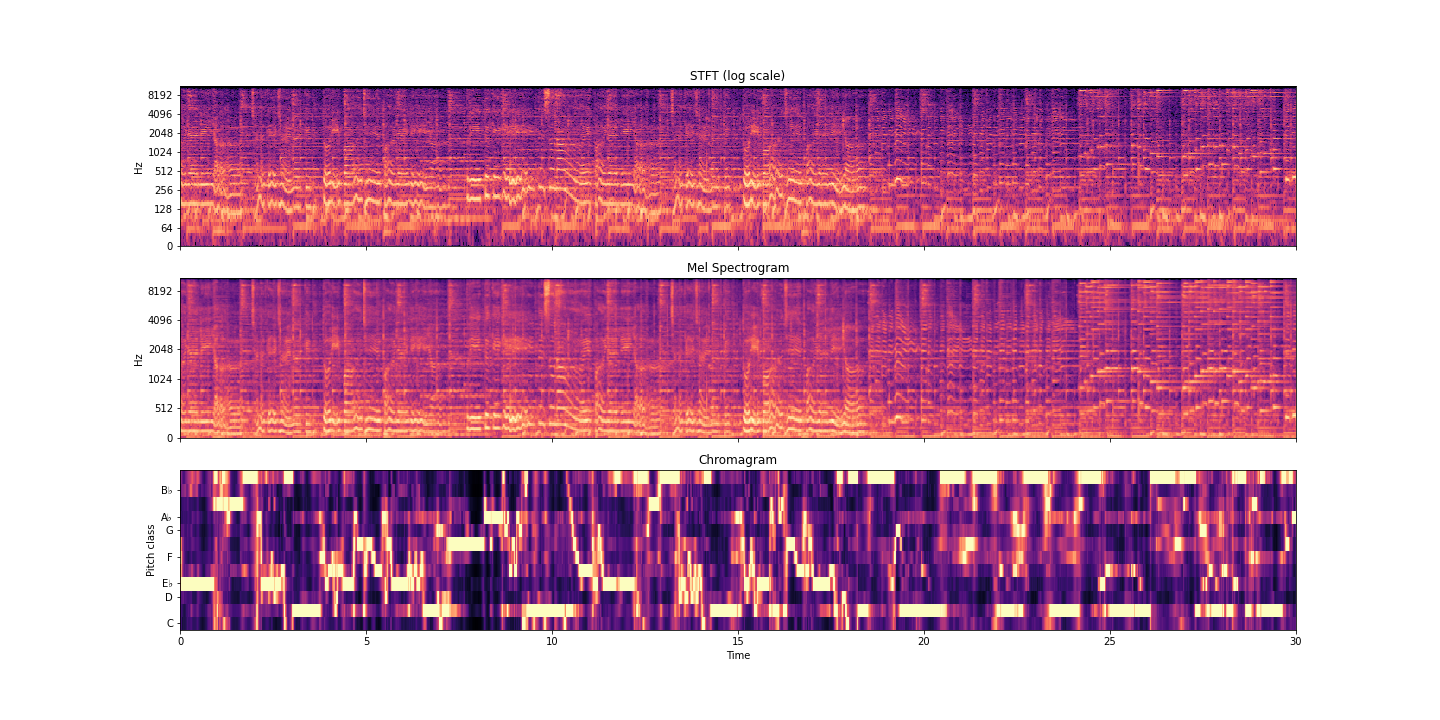 STFT (log scale)
8192
4096
2048
1024
512
256
128
64
0
Hz
Mel Spectrogram
8192
4096
2048
1024
512
0
Hz
Chromagram
B♭
A♭
G
F
E♭
D
C
Pitch class
0 5 10 15 20 25 30
Time